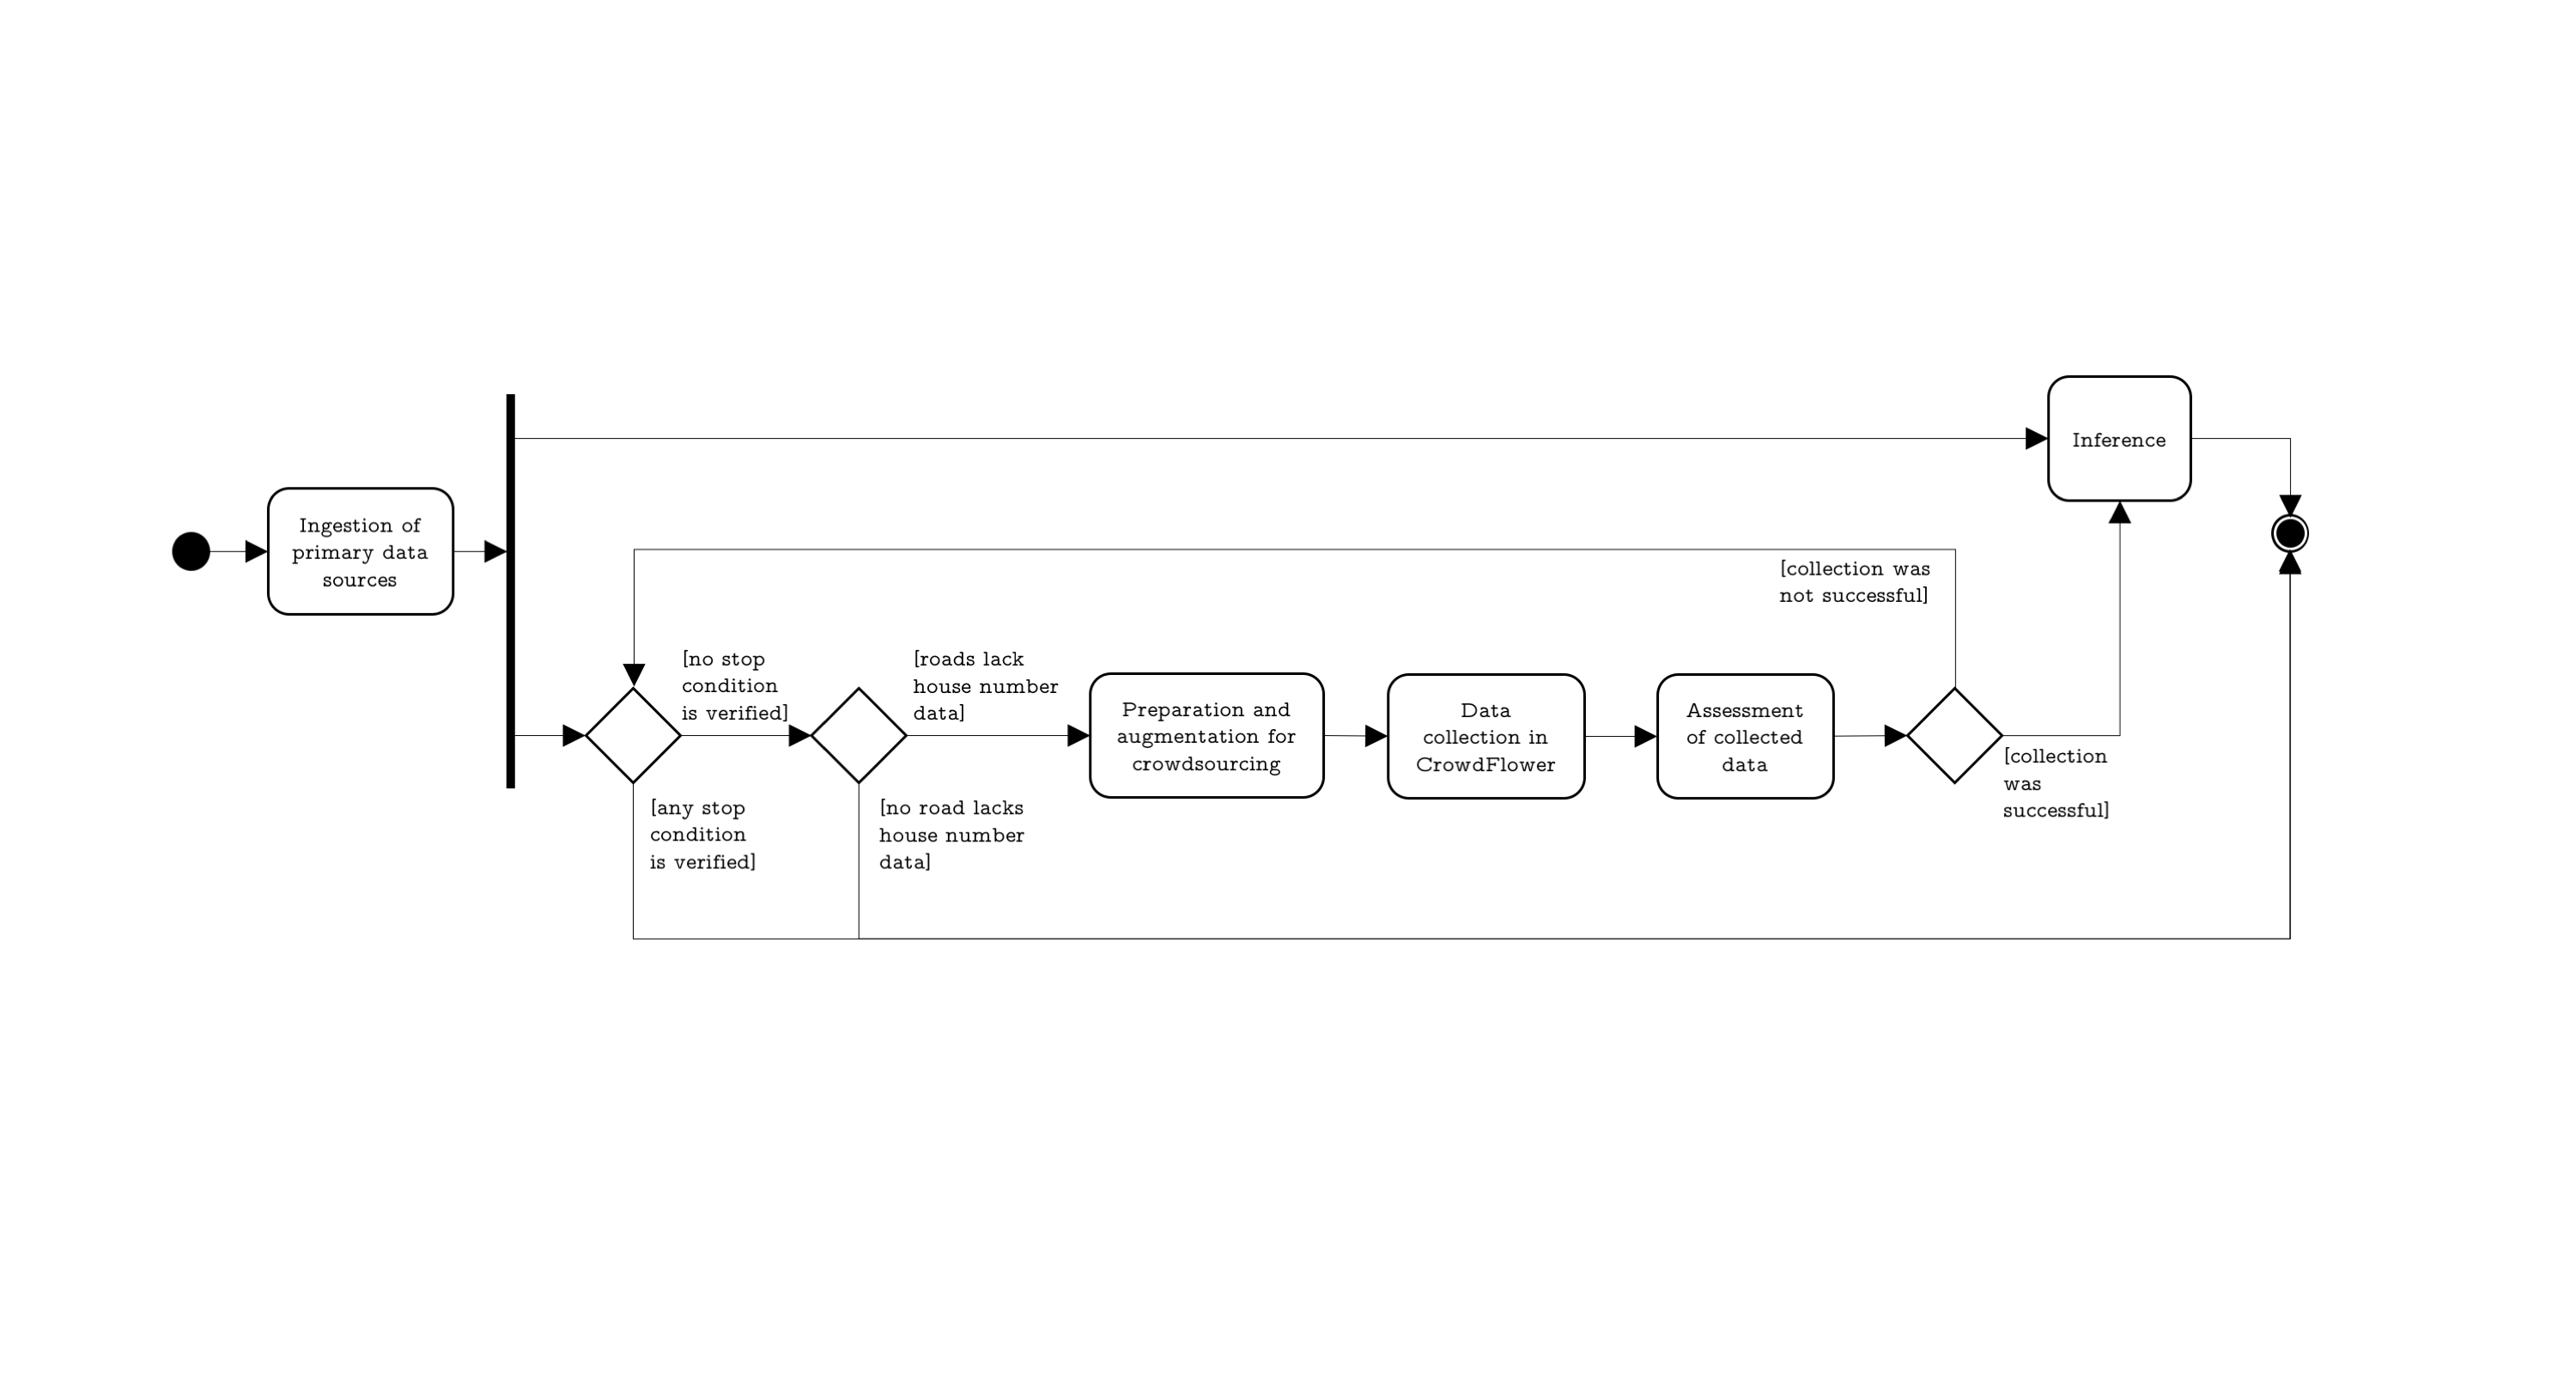 Inference
Ingestion of
primary data
sources
[collection was
not successful]
[no stop
condition
is verified]
[roads lack
house number
data]
Preparation and
augmentation for
crowdsourcing
Data
collection in
CrowdFlower
Assessment
of collected
data
[collection
was
successful]
[any stop
condition
is verified]
[no road lacks
house number
data]